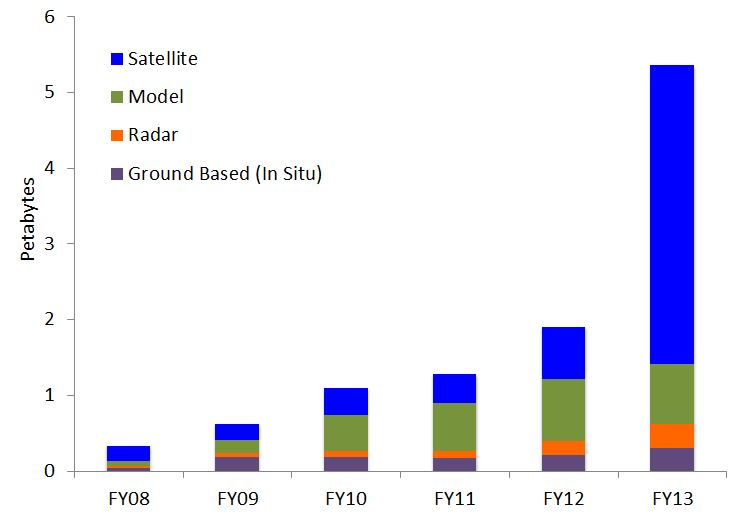 6
5
4
3
2
1
0
Petabytes
Satellite
Model
Radar
Ground Based (In Situ)
FY08 FY09 FY10 FY11 FY12 FY13